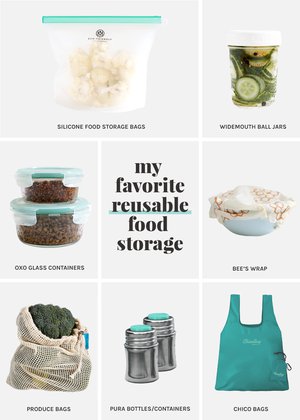 SILICONE FOOD STORAGE BAGS
WIDEMOUTH BALL JARS
my
favorite
reusable
food
storage
OXO GLASS CONTAINERS
BEE'S WRAP
PRODUCE BAGS
PURA BOTTLES/CONTAINERS
CHICO BAGS